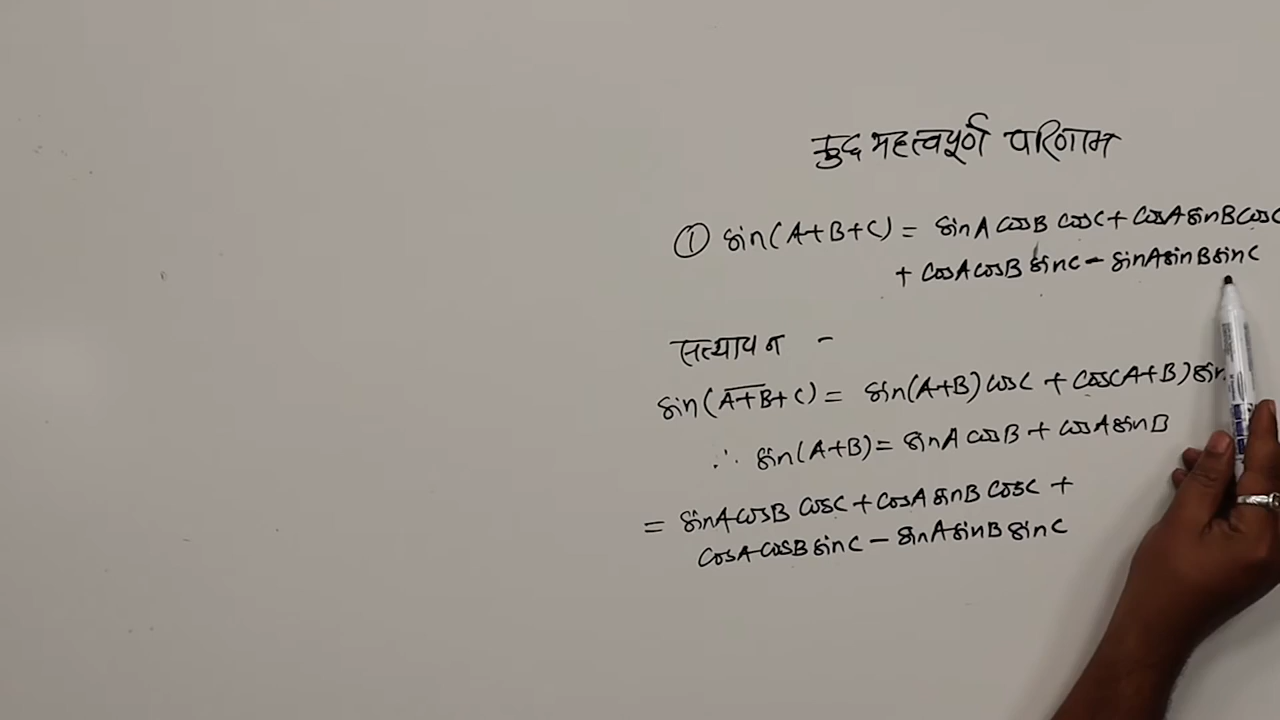 कुछ महत्वपूर्ण परिणाम
① sin(A+B+C) = sinA cosB cosC + cosA sinB cosC
+ cosA cosB sinC - sinA sinB sinC
सत्यापन -
sin(A+B+C) = sin(A+B) cosC + cos(A+B) sin
∴ sin(A+B) = sinA cosB + cosA sinB
= sinA cosB cosC + cosA sinB cosC +
cosA cosB sinC - sinA sinB sinC